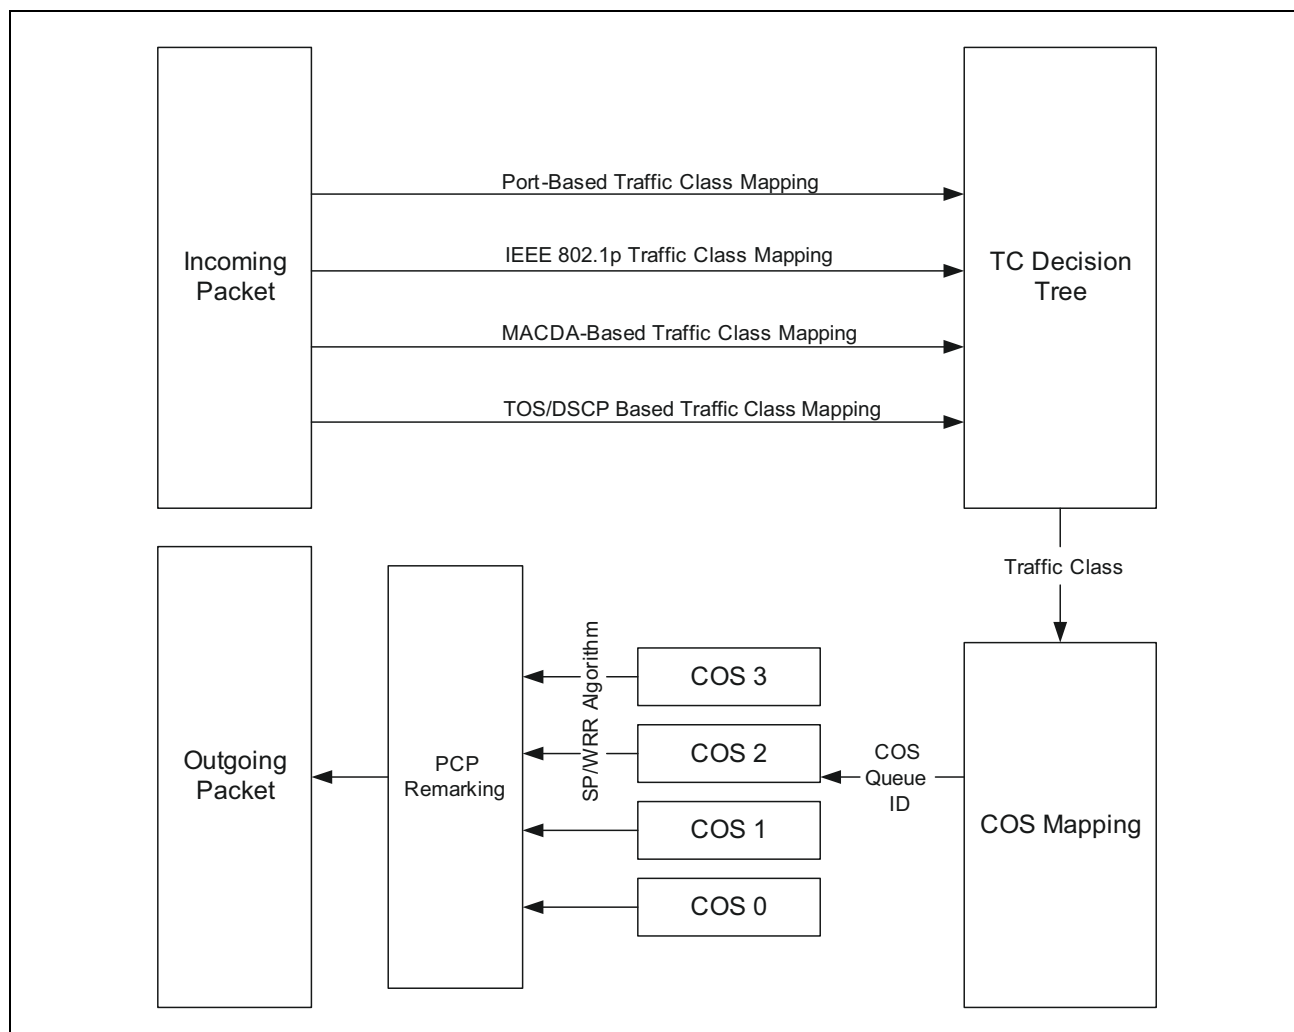 Port-Based Traffic Class Mapping
Incoming
Packet
IEEE 802.1p Traffic Class Mapping
TC Decision
Tree
MACDA-Based Traffic Class Mapping
TOS/DSCP Based Traffic Class Mapping
Traffic Class
COS Mapping
COS
Queue
ID
COS 3
COS 2
COS 1
COS 0
SP/WRR Algorithm
PCP
Remarking
Outgoing
Packet